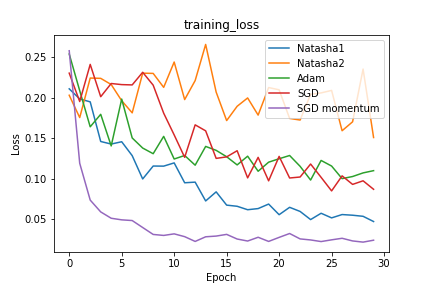 training_loss
Natasha1
Natasha2
Adam
SGD
SGD momentum
Loss
0.25
0.20
0.15
0.10
0.05
0 5 10 15 20 25 30
Epoch